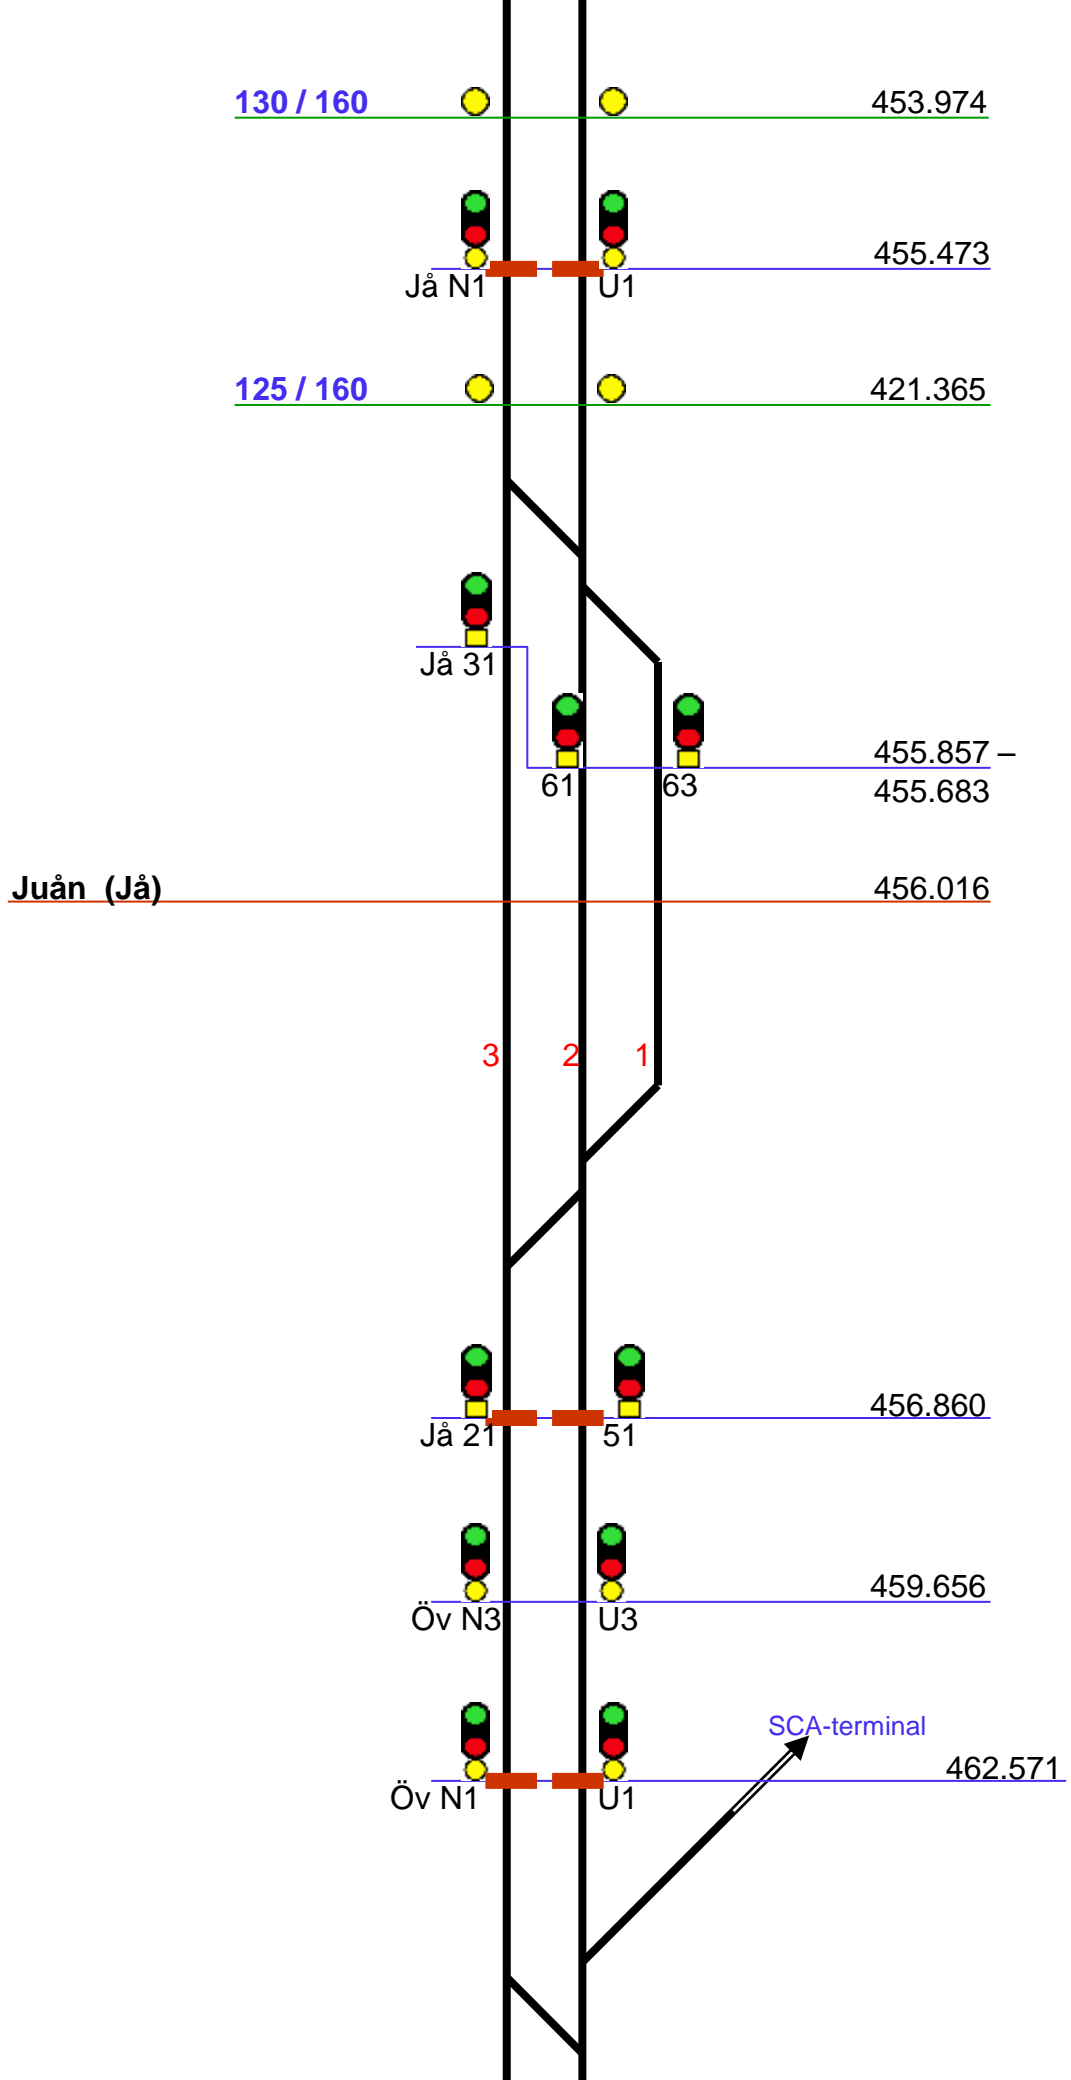 130 / 160 453.974
455.473
Jå N1 U1
125 / 160 421.365
Jå 31
455.857 –
61 63 455.683
Juån (Jå) 456.016
3 2 1
456.860
Jå 21 51
459.656
Öv N3 U3
SCA-terminal
462.571
Öv N1 U1